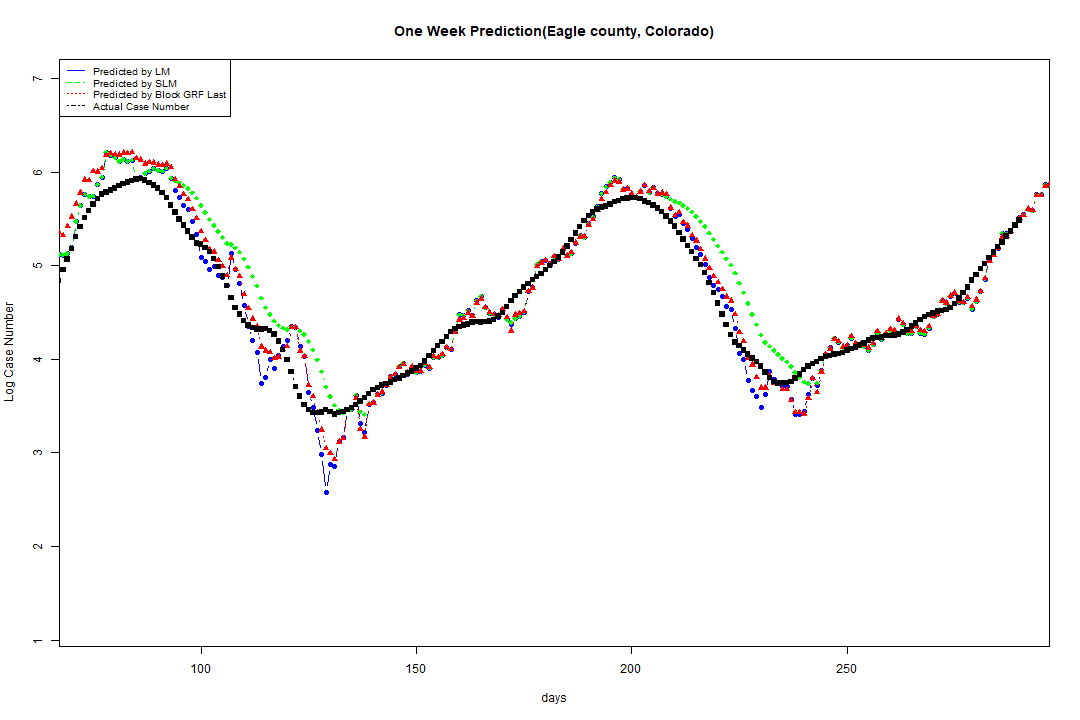 One Week Prediction(Eagle county, Colorado)
Predicted by LM
Predicted by SLM
Predicted by Block GRF Last
Actual Case Number
Log Case Number
7
6
5
4
3
2
1
100
150
200
250
days